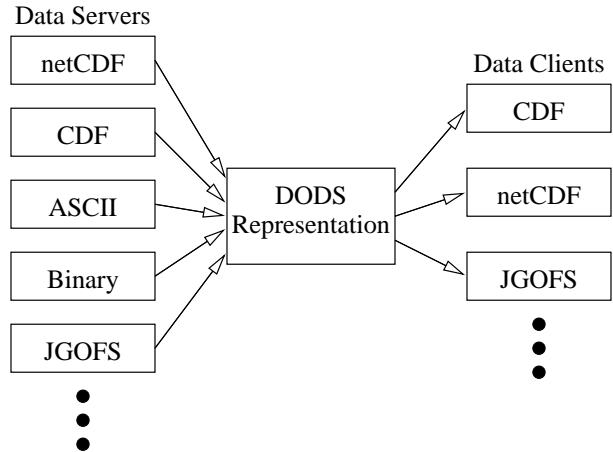 Data Servers
netCDF
CDF
ASCII
Binary
JGOFS
DODS
Representation
Data Clients
CDF
netCDF
JGOFS